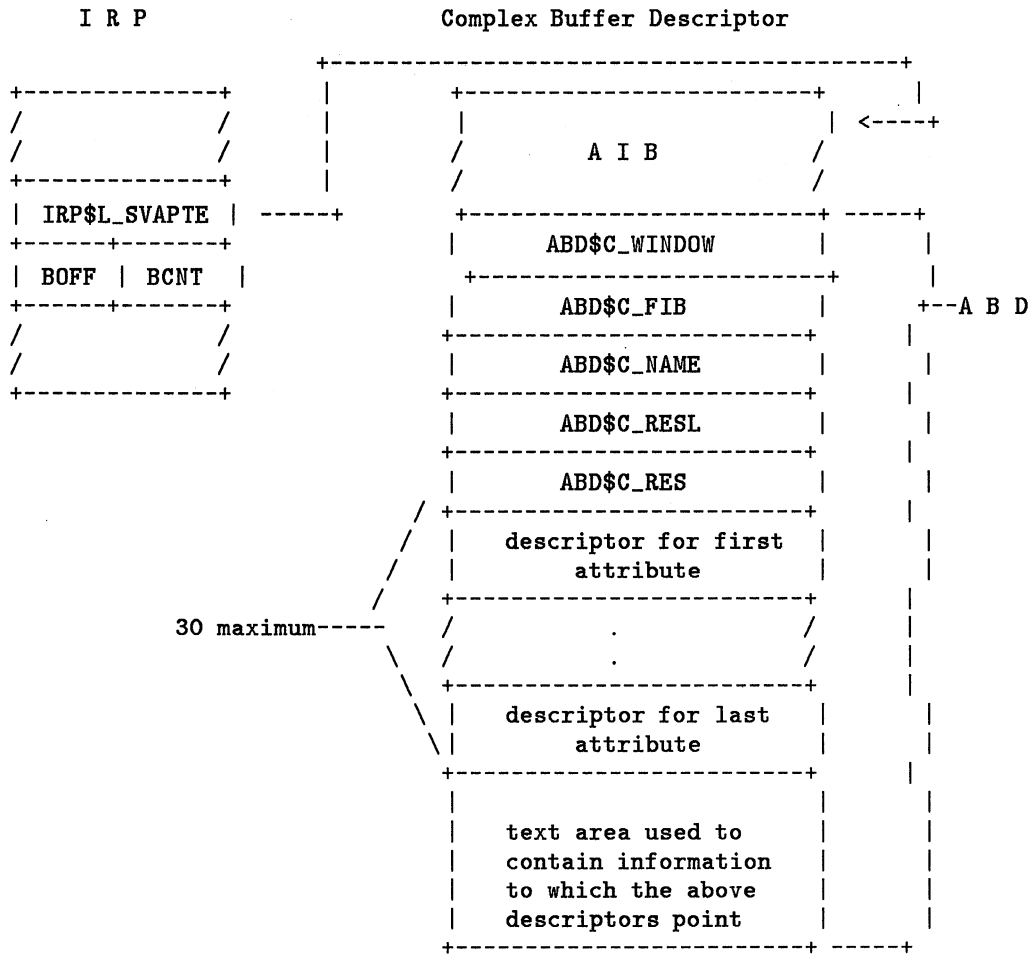 I R P
Complex Buffer Descriptor
A I B
IRP$L_SVAPTE
ABD$C_WINDOW
BOFF | BCNT
ABD$C_FIB
A B D
ABD$C_NAME
ABD$C_RESL
ABD$C_RES
descriptor for first
attribute
30 maximum
.
.
descriptor for last
attribute
text area used to
contain information
to which the above
descriptors point